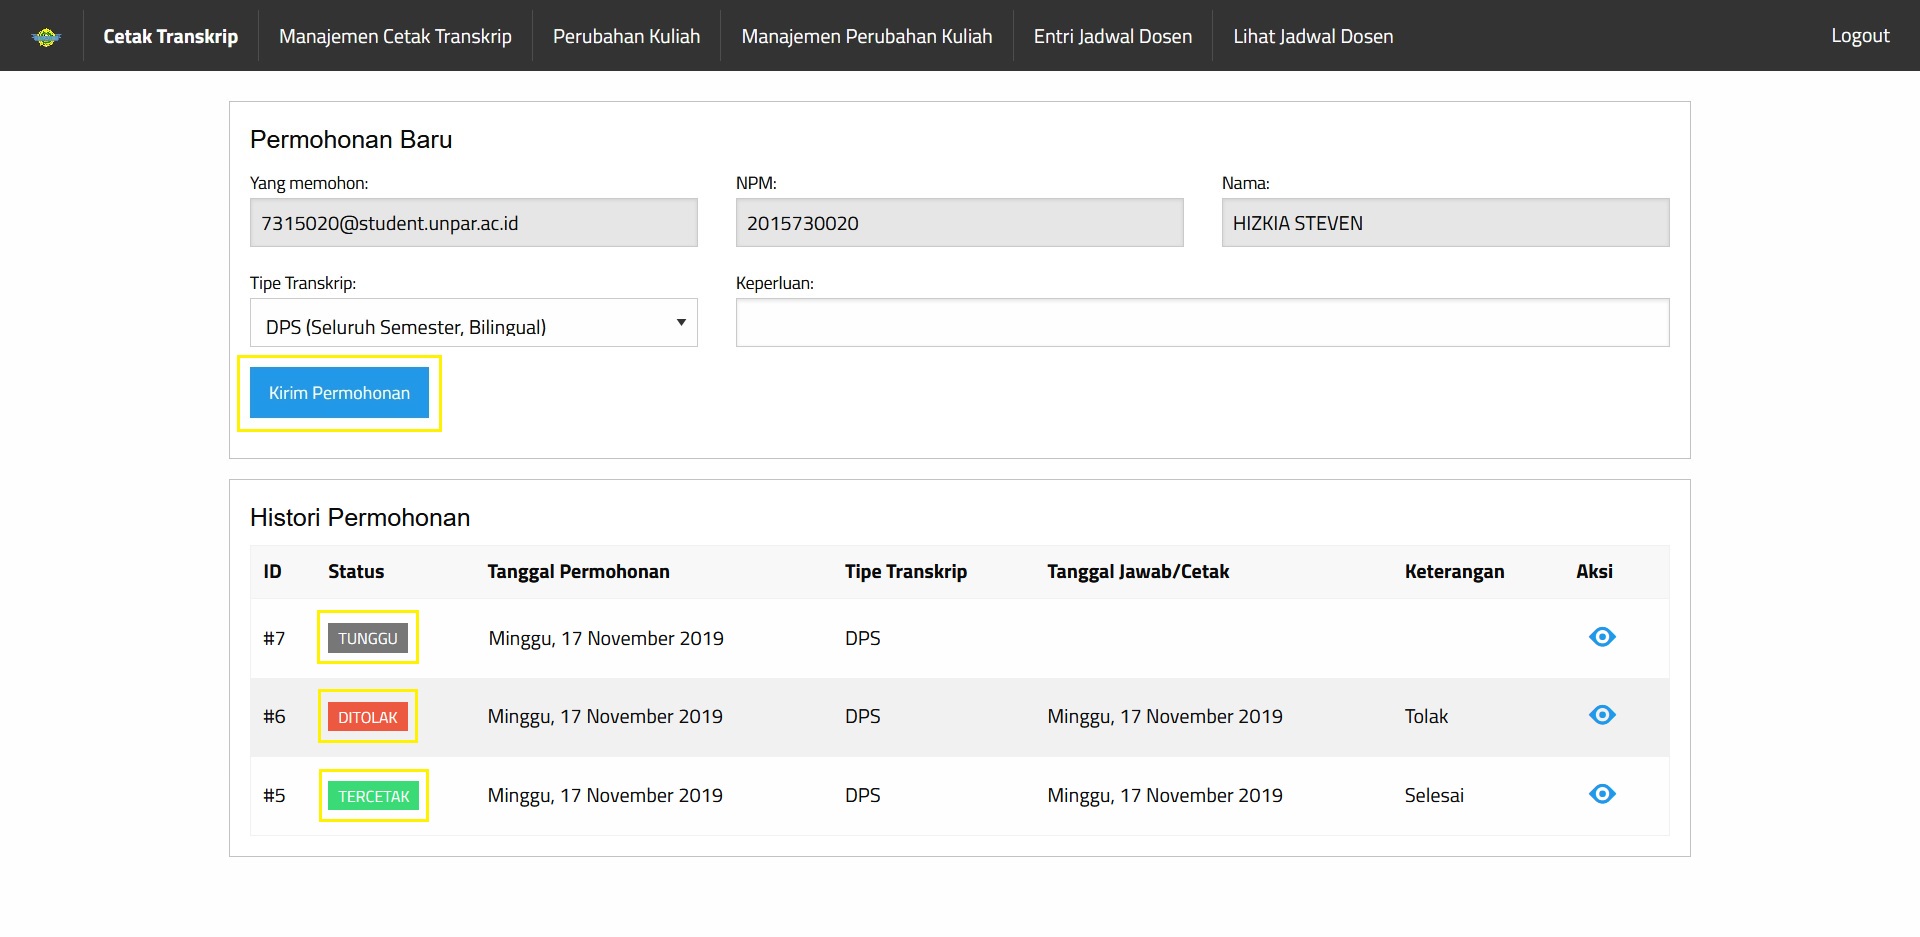 Cetak Transkrip Manajemen Cetak Transkrip Perubahan Kuliah Manajemen Perubahan Kuliah Entri Jadwal Dosen Lihat Jadwal Dosen Logout
Permohonan Baru
Yang memohon: NPM: Nama:
7315020@student.unpar.ac.id 2015730020 HIZKIA STEVEN
Tipe Transkrip: Keperluan:
DPS (Seluruh Semester, Bilingual)
Kirim Permohonan
Histori Permohonan
ID Status Tanggal Permohonan Tipe Transkrip Tanggal Jawab/Cetak Keterangan Aksi
#7 TUNGGU Minggu, 17 November 2019 DPS
#6 DITOLAK Minggu, 17 November 2019 DPS Minggu, 17 November 2019 Tolak
#5 TERCETAK Minggu, 17 November 2019 DPS Minggu, 17 November 2019 Selesai